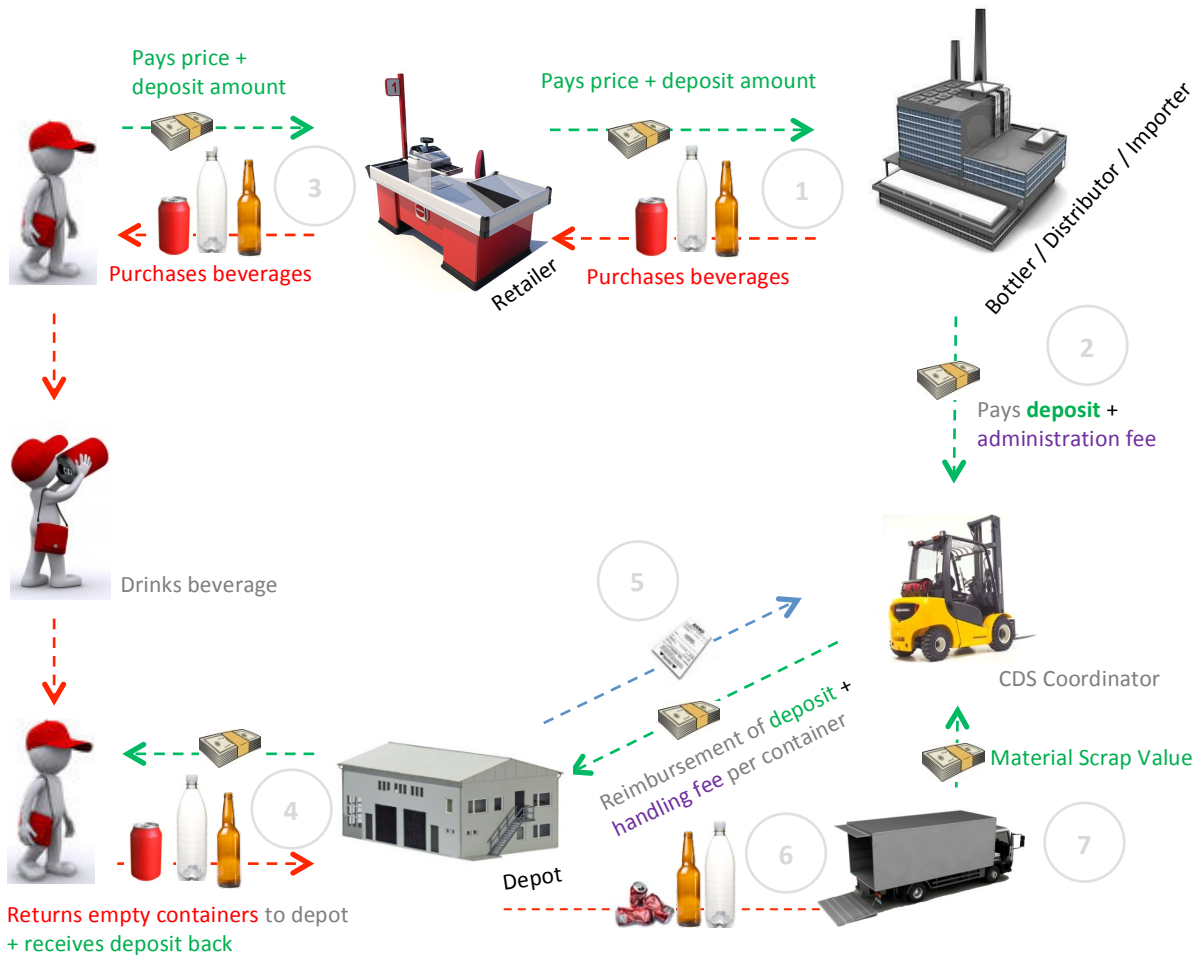 Pays price +
deposit amount
Pays price + deposit amount
1
3
1
Purchases beverages
Retailer
Purchases beverages
Bottler / Distributor / Importer
2
Pays deposit +
administration fee
Drinks beverage
5
CDS Coordinator
Reimbursement of deposit +
handling fee per container
Material Scrap Value
4
6
7
Depot
Returns empty containers to depot
+ receives deposit back